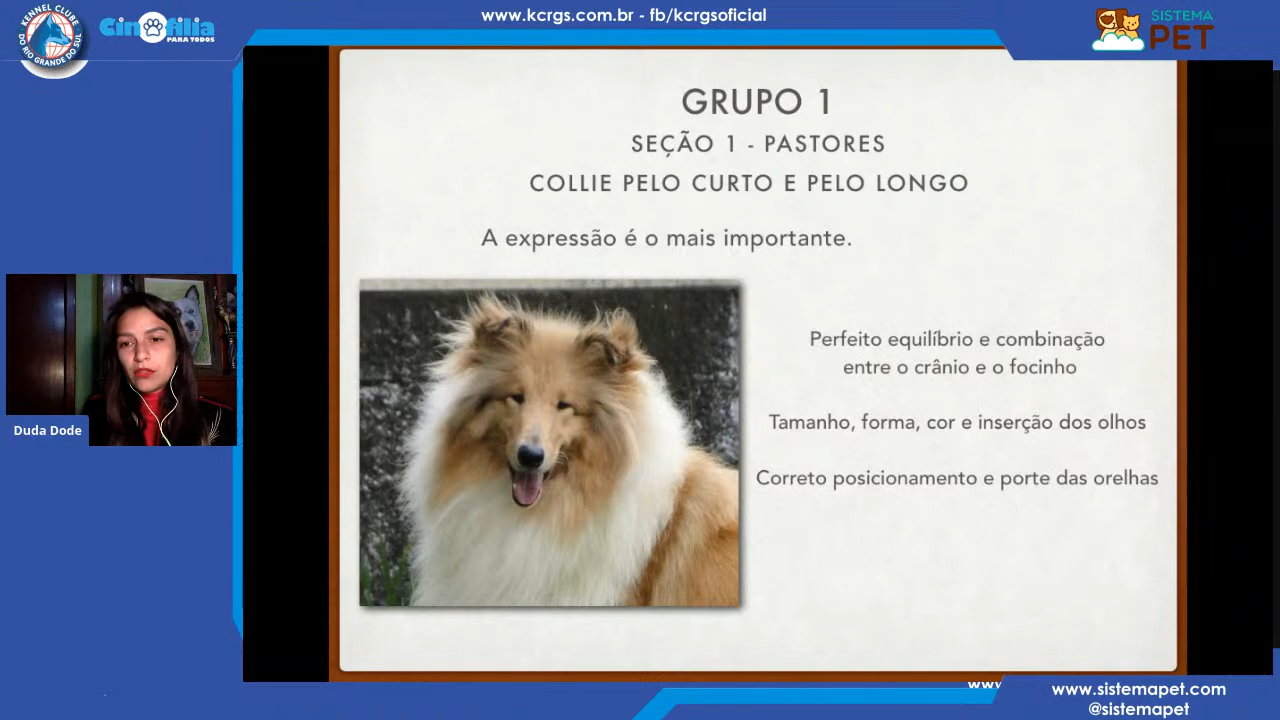 www.kcrgs.com.br - fb/kcrgsoficial
KENNEL CLUBE
DO RIO GRANDE DO SUL
Cinofilia
PARA TODOS
SISTEMA
PET
GRUPO 1
SEÇÃO 1 - PASTORES
COLLIE PELO CURTO E PELO LONGO
A expressão é o mais importante.
Perfeito equilíbrio e combinação
entre o crânio e o focinho
Tamanho, forma, cor e inserção dos olhos
Correto posicionamento e porte das orelhas
Duda Dode
www.sistemapet.com
@sistemapet